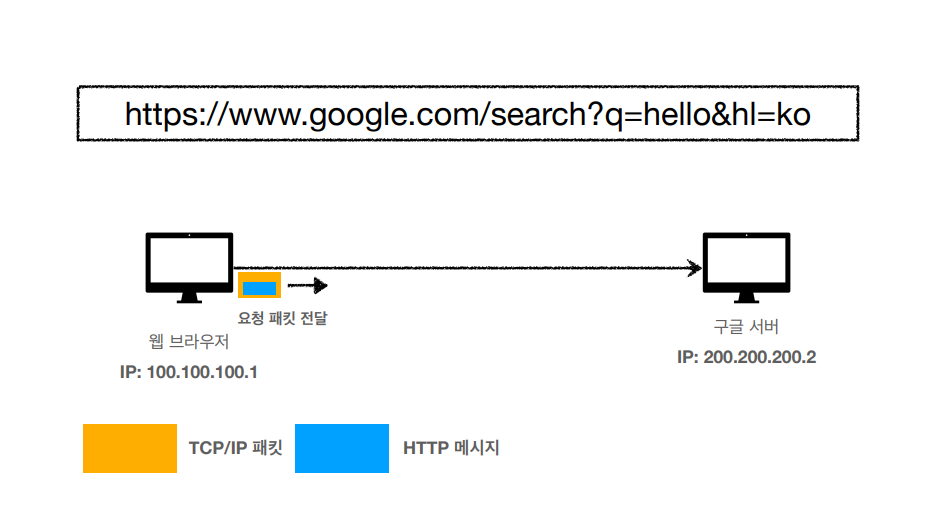 https://www.google.com/search?q=hello&hl=ko
요청 패킷 전달
웹 브라우저
IP: 100.100.100.1
구글 서버
IP: 200.200.200.2
TCP/IP 패킷
HTTP 메시지